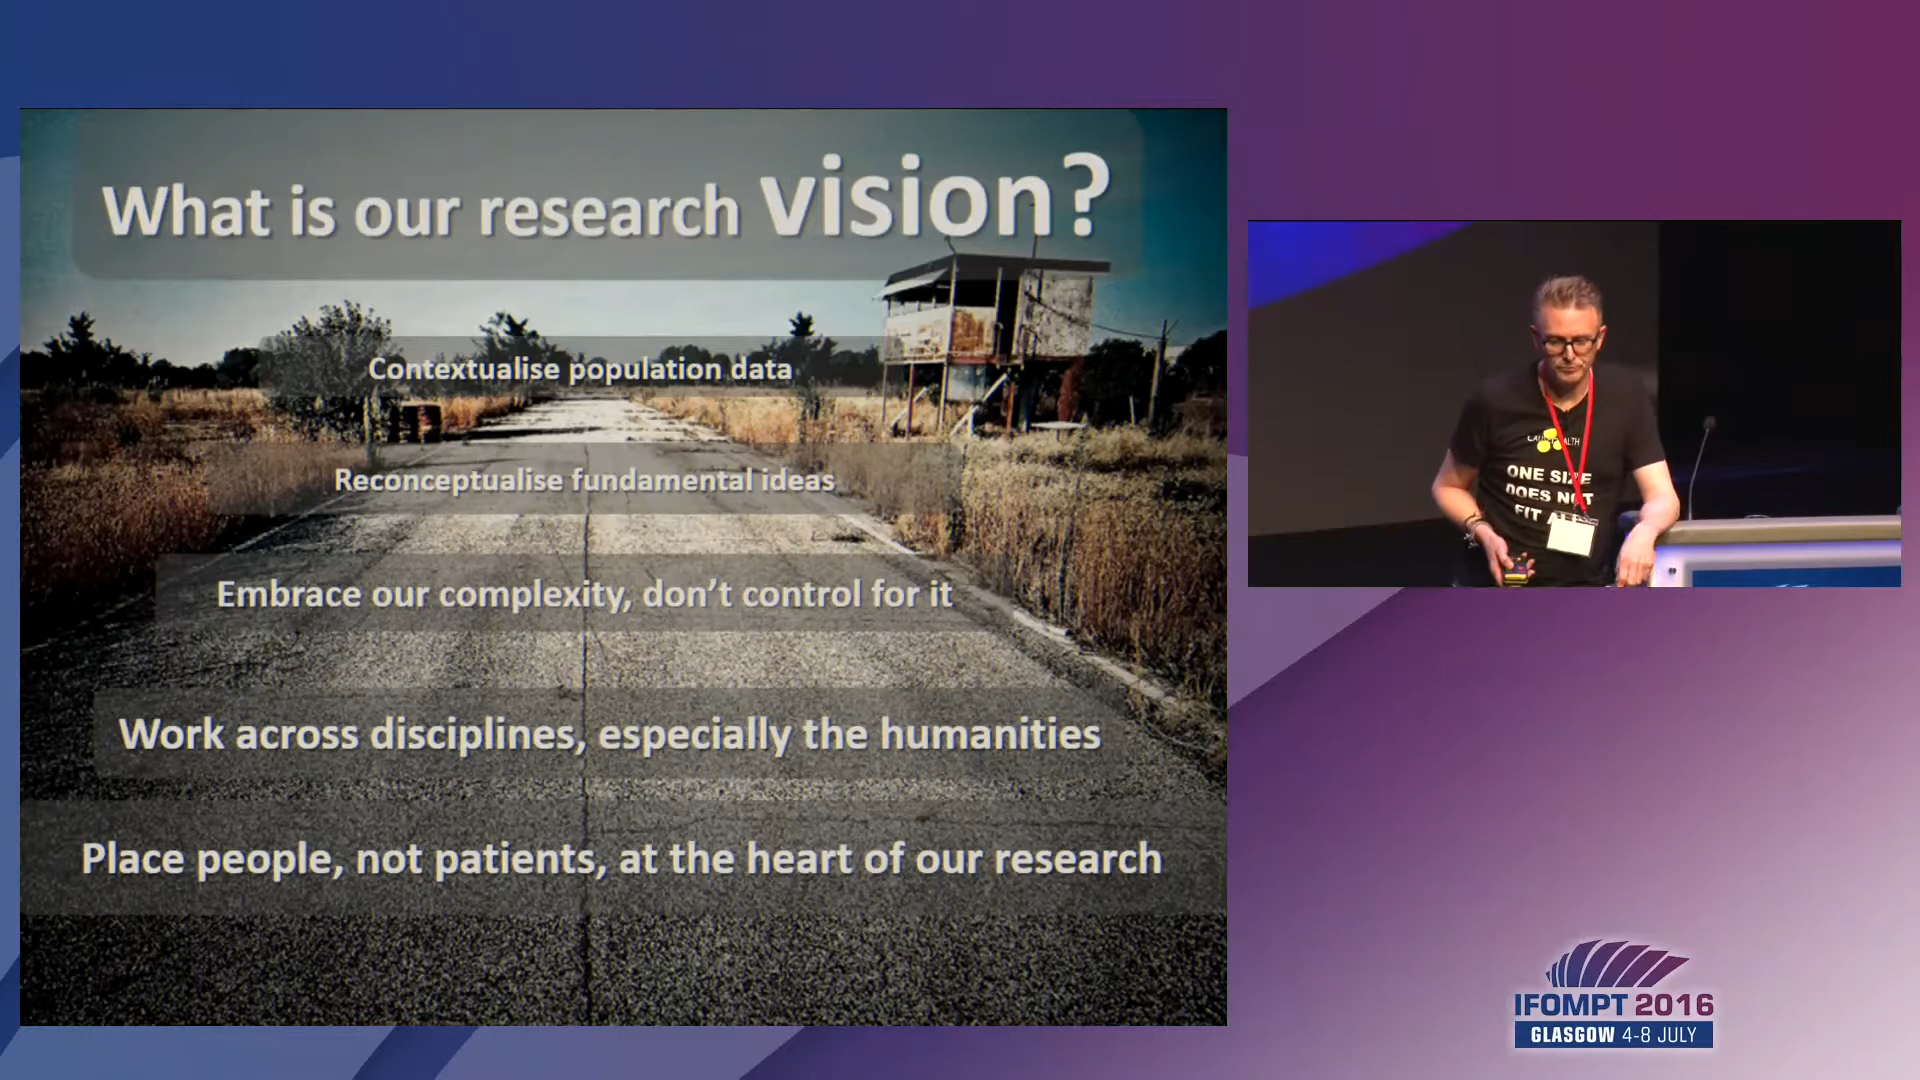 What is our research vision?
Contextualise population data
Reconceptualise fundamental ideas
Embrace our complexity, don't control for it
Work across disciplines, especially the humanities
Place people, not patients, at the heart of our research
ONE SIZE
DOES NOT
FIT ALL
IFOMPT 2016
GLASGOW 4-8 JULY